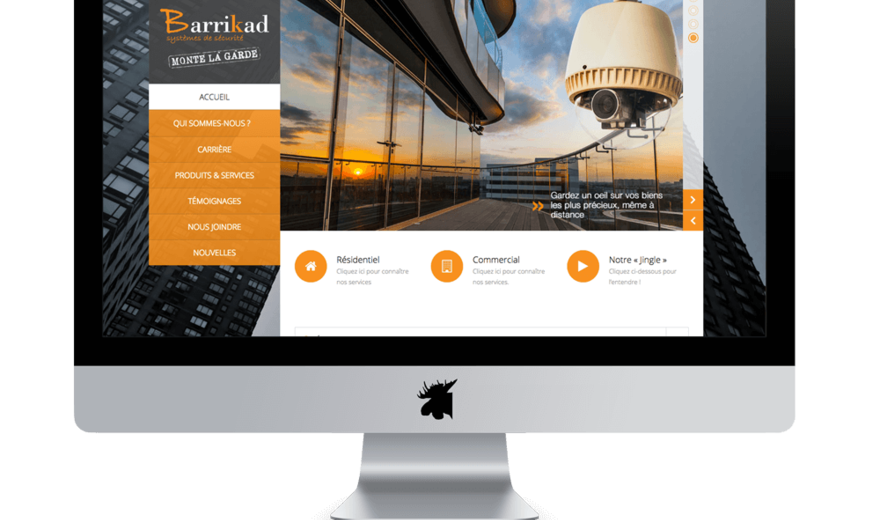 Barrikad
systèmes de sécurité
MONTE LA GARDE
ACCUEIL
QUI SOMMES-NOUS ?
CARRIÈRE
PRODUITS & SERVICES
TÉMOIGNAGES
NOUS JOINDRE
NOUVELLES
Gardez un oeil sur vos biens
les plus précieux, même à
distance
Résidentiel
Cliquez ici pour connaître
nos services
Commercial
Cliquez ici pour connaître
nos services.
Notre « Jingle »
Cliquez ci-dessous pour
l'entendre !